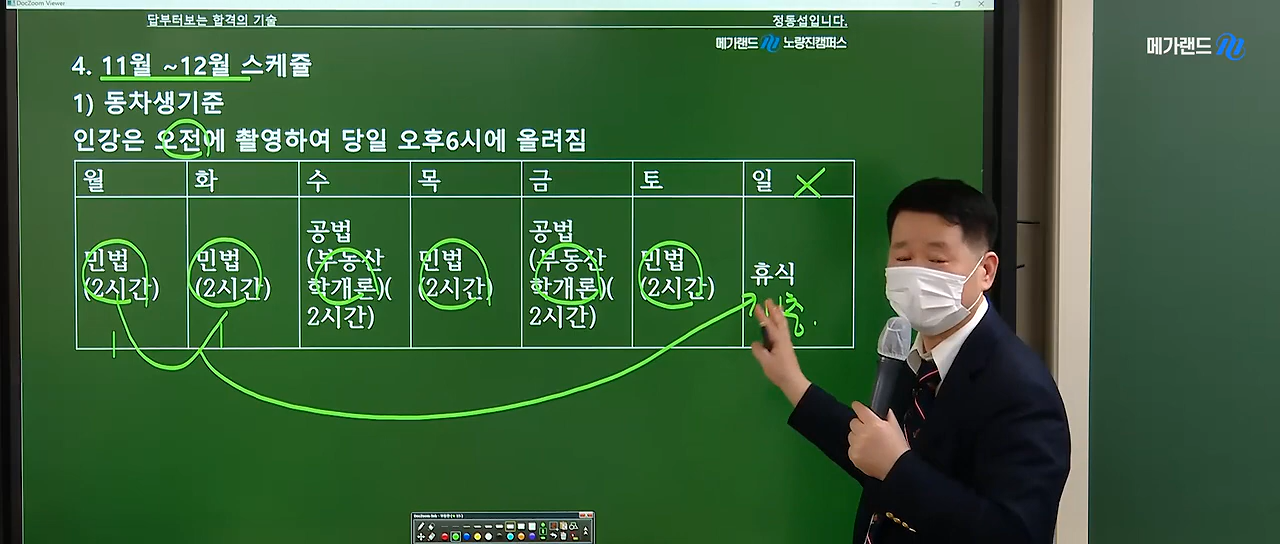 DocZoom Viewer
답부터보는 합격의 기술
정동섭입니다.
메가랜드 노량진캠퍼스
메가랜드
4. 11월 ~12월 스케쥴
1) 동차생기준
인강은 오전에 촬영하여 당일 오후6시에 올려짐
월 화 수 목 금 토 일
민법
(2시간)
민법
(2시간)
공법
(부동산
학개론)(
2시간)
민법
(2시간)
공법
(부동산
학개론)(
2시간)
민법
(2시간)
휴식